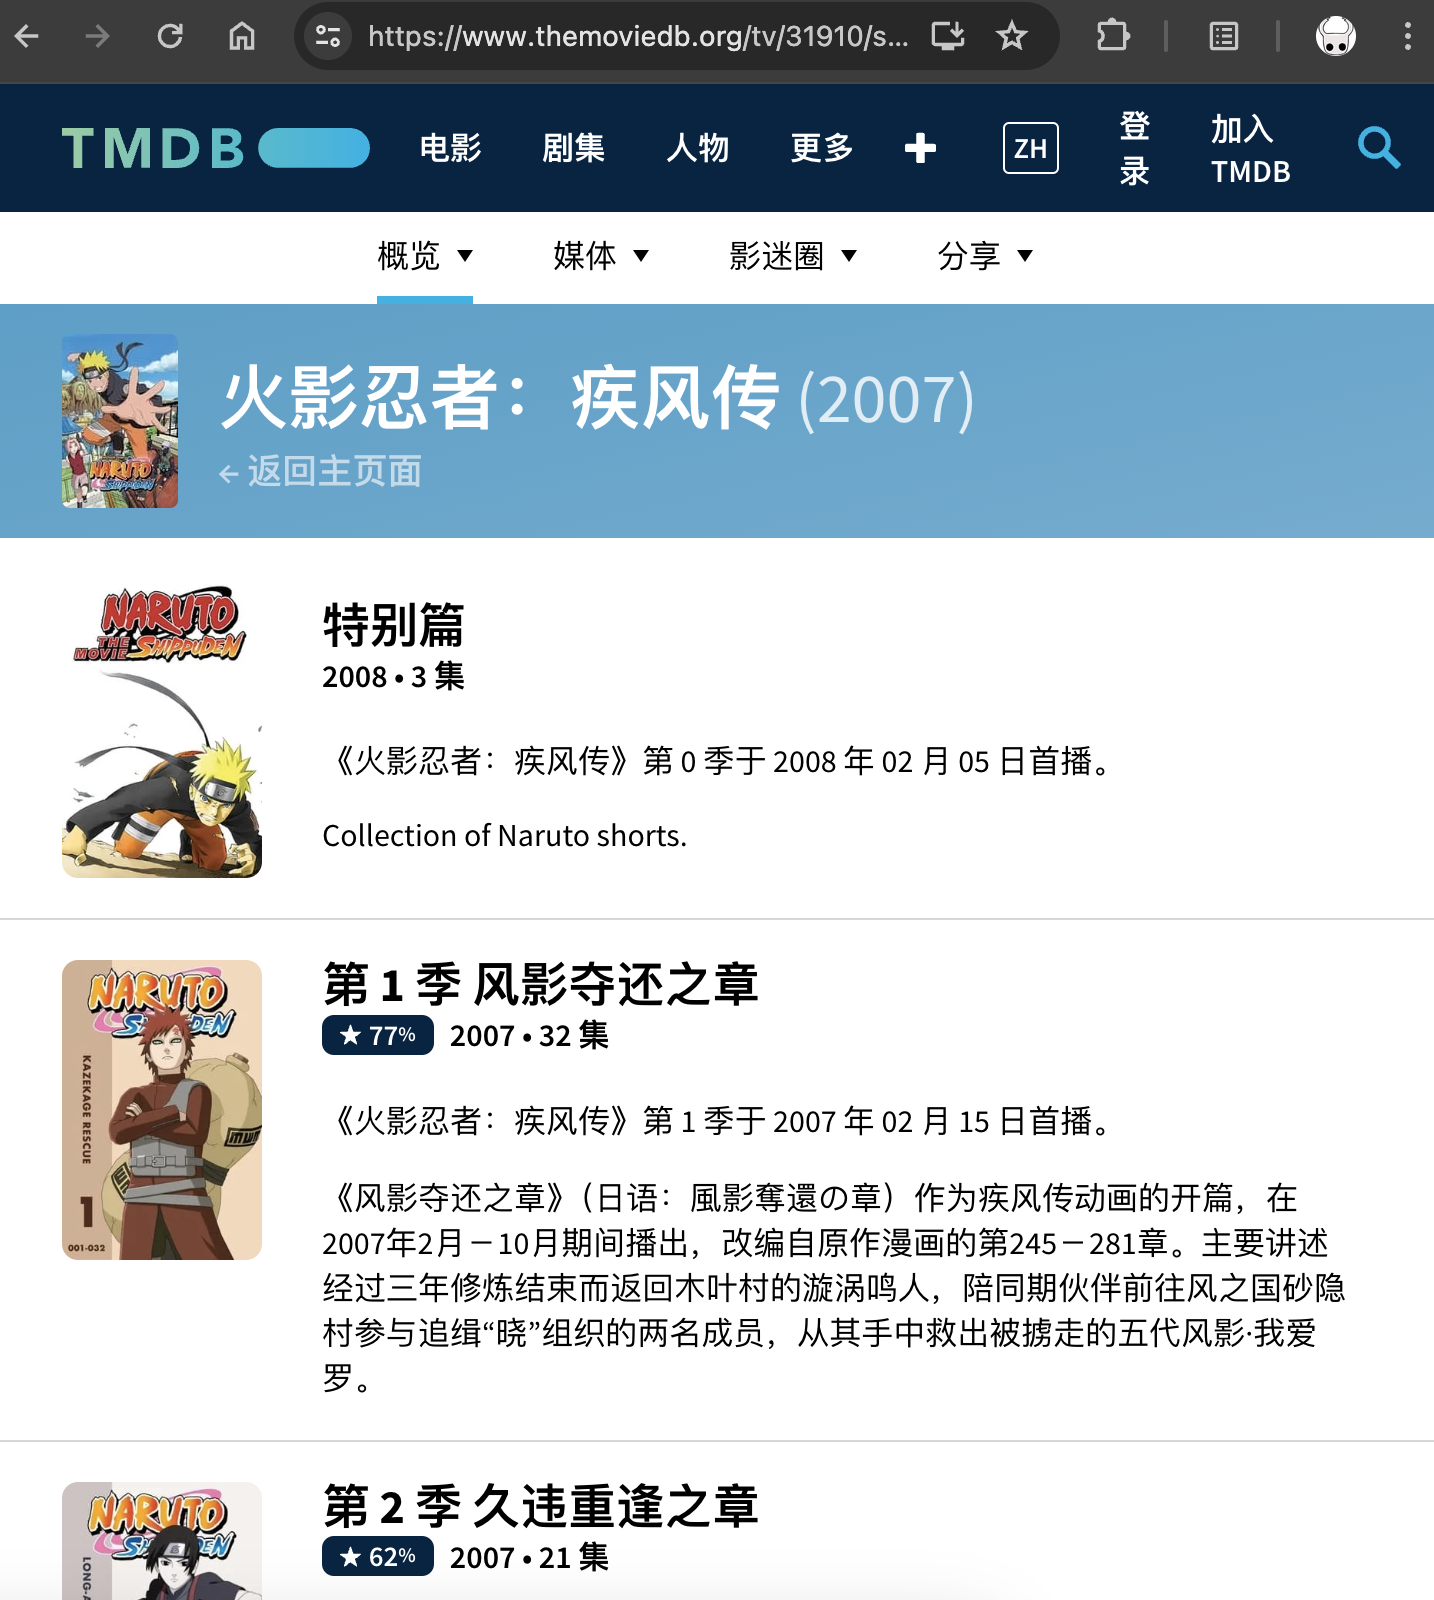 https://www.themoviedb.org/tv/31910/s...
TMDB
电影
剧集
人物
更多
ZH
登
录
加入
TMDB
概览
媒体
影迷圈
分享
火影忍者：疾风传 (2007)
返回主页面
NARUTO
SHIPPUDEN
NARUTO
THE
MOVIE SHIPPUDEN
特别篇
2008 • 3 集
《火影忍者：疾风传》第 0 季于 2008 年 02 月 05 日首播。
Collection of Naruto shorts.
NARUTO
SHIPPUDEN
KAZEKAGE RESCUE
1
001-032
第 1 季 风影夺还之章
77%
2007 • 32 集
《火影忍者：疾风传》第 1 季于 2007 年 02 月 15 日首播。
《风影夺还之章》（日语：風影奪還の章）作为疾风传动画的开篇，在
2007年2月－10月期间播出，改编自原作漫画的第245－281章。主要讲述
经过三年修炼结束而返回木叶村的漩涡鸣人，陪同期伙伴前往风之国砂隐
村参与追缉“晓”组织的两名成员，从其手中救出被掳走的五代风影·我爱
罗。
NARUTO
SHIPPUDEN
LONG-A
第 2 季 久违重逢之章
62%
2007 • 21 集